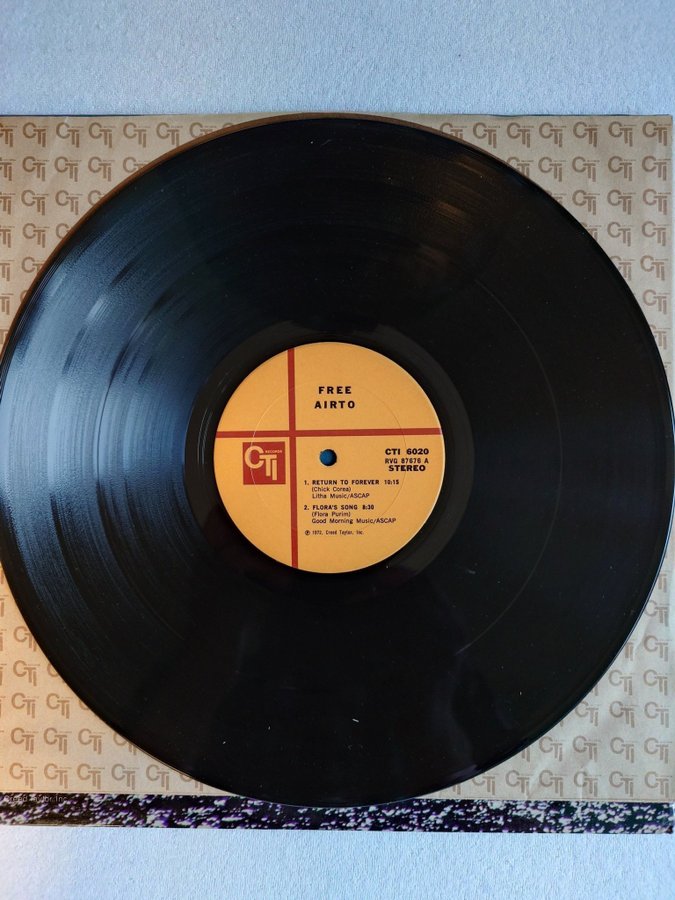 FREE
AIRTO
CTI RECORDS
CTI 6020
RVG 87676 A
STEREO
1. RETURN TO FOREVER 10:15
(Chick Corea)
Litha Music/ASCAP
2. FLORA'S SONG 8:30
(Flora Purim)
Good Morning Music/ASCAP
℗ 1972, Creed Taylor, Inc.